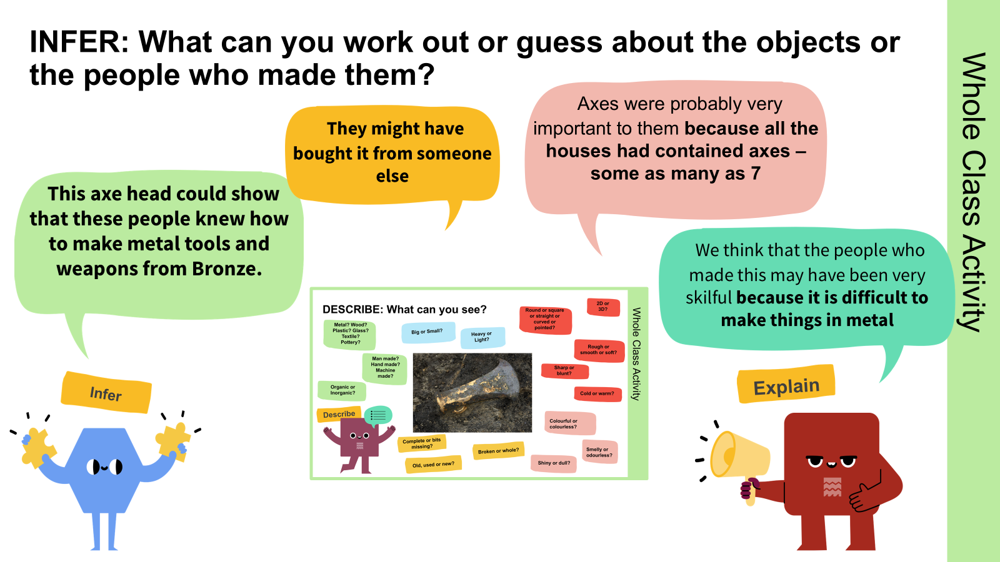 INFER: What can you work out or guess about the objects or
the people who made them?
Whole Class Activity
They might have
bought it from someone
else
Axes were probably very
important to them because all the
houses had contained axes –
some as many as 7
This axe head could show
that these people knew how
to make metal tools and
weapons from Bronze.
We think that the people who
made this may have been very
skilful because it is difficult to
make things in metal
Infer
Explain
DESCRIBE: What can you see?
Whole Class Activity
Metal? Wood?
Plastic? Glass?
Textile?
Pottery?
Big or Small?
Heavy or
Light?
Round or square
or straight or
curved or
pointed?
2D or
3D?
Man made?
Hand made?
Machine
made?
Rough or
smooth or soft?
Sharp or
blunt?
Organic or
Inorganic?
Cold or warm?
Describe
Colourful or
colourless?
Complete or bits
missing?
Broken or whole?
Smelly or
odourless?
Old, used or new?
Shiny or dull?